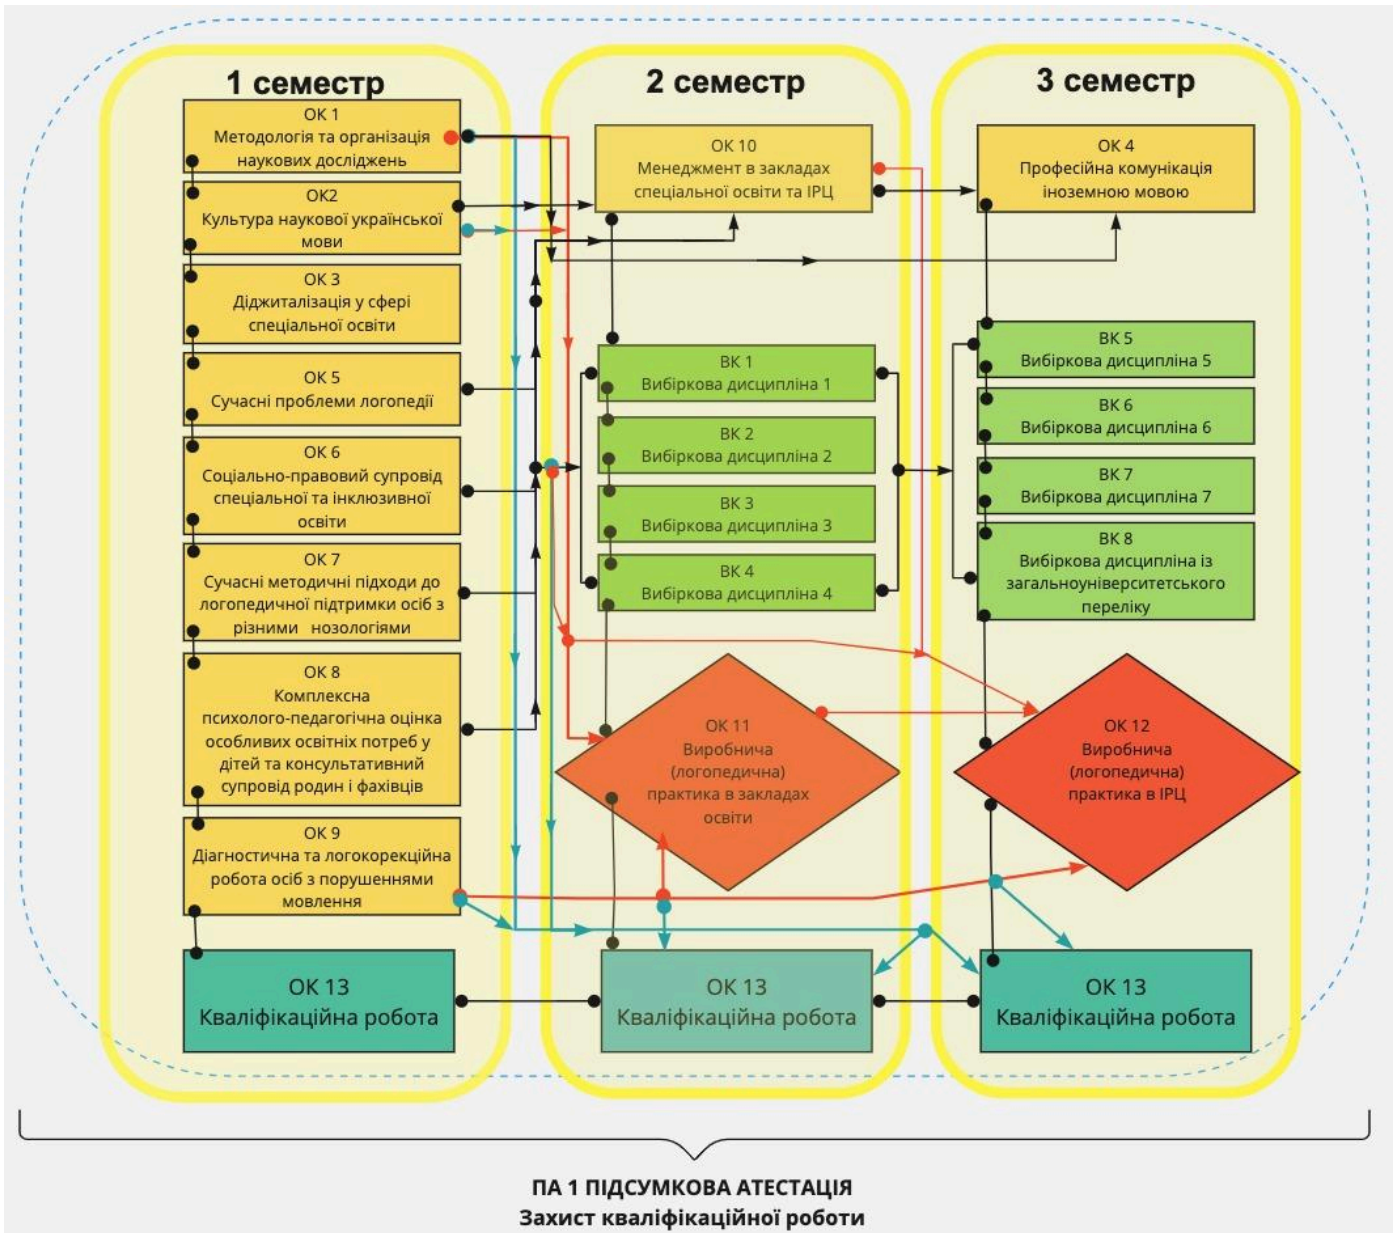 1 семестр
ОК 1
Методологія та організація
наукових досліджень
ОК2
Культура наукової української
мови
ОК 3
Діджиталізація у сфері
спеціальної освіти
ОК 5
Сучасні проблеми логопедії
ОК 6
Соціально-правовий супровід
спеціальної та інклюзивної
освіти
ОК 7
Сучасні методичні підходи до
логопедичної підтримки осіб з
різними нозологіями
ОК 8
Комплексна
психолого-педагогічна оцінка
особливих освітніх потреб у
дітей та консультативний
супровід родин і фахівців
ОК 9
Діагностична та логокорекційна
робота осіб з порушеннями
мовлення
ОК 13
Кваліфікаційна робота
2 семестр
ОК 10
Менеджмент в закладах
спеціальної освіти та ІРЦ
ВК 1
Вибіркова дисципліна 1
ВК 2
Вибіркова дисципліна 2
ВК 3
Вибіркова дисципліна 3
ВК 4
Вибіркова дисципліна 4
ОК 11
Виробнича
(логопедична)
практика в закладах
освіти
ОК 13
Кваліфікаційна робота
3 семестр
ОК 4
Професійна комунікація
іноземною мовою
ВК 5
Вибіркова дисципліна 5
ВК 6
Вибіркова дисципліна 6
ВК 7
Вибіркова дисципліна 7
ВК 8
Вибіркова дисципліна із
загальноуніверситетського
переліку
ОК 12
Виробнича
(логопедична)
практика в ІРЦ
ОК 13
Кваліфікаційна робота
ПА 1 ПІДСУМКОВА АТЕСТАЦІЯ
Захист кваліфікаційної роботи